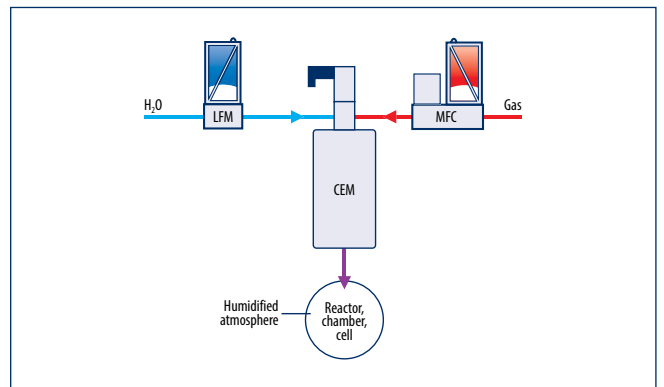 H₂O
LFM
MFC
Gas
CEM
Humidified
atmosphere
Reactor,
chamber,
cell